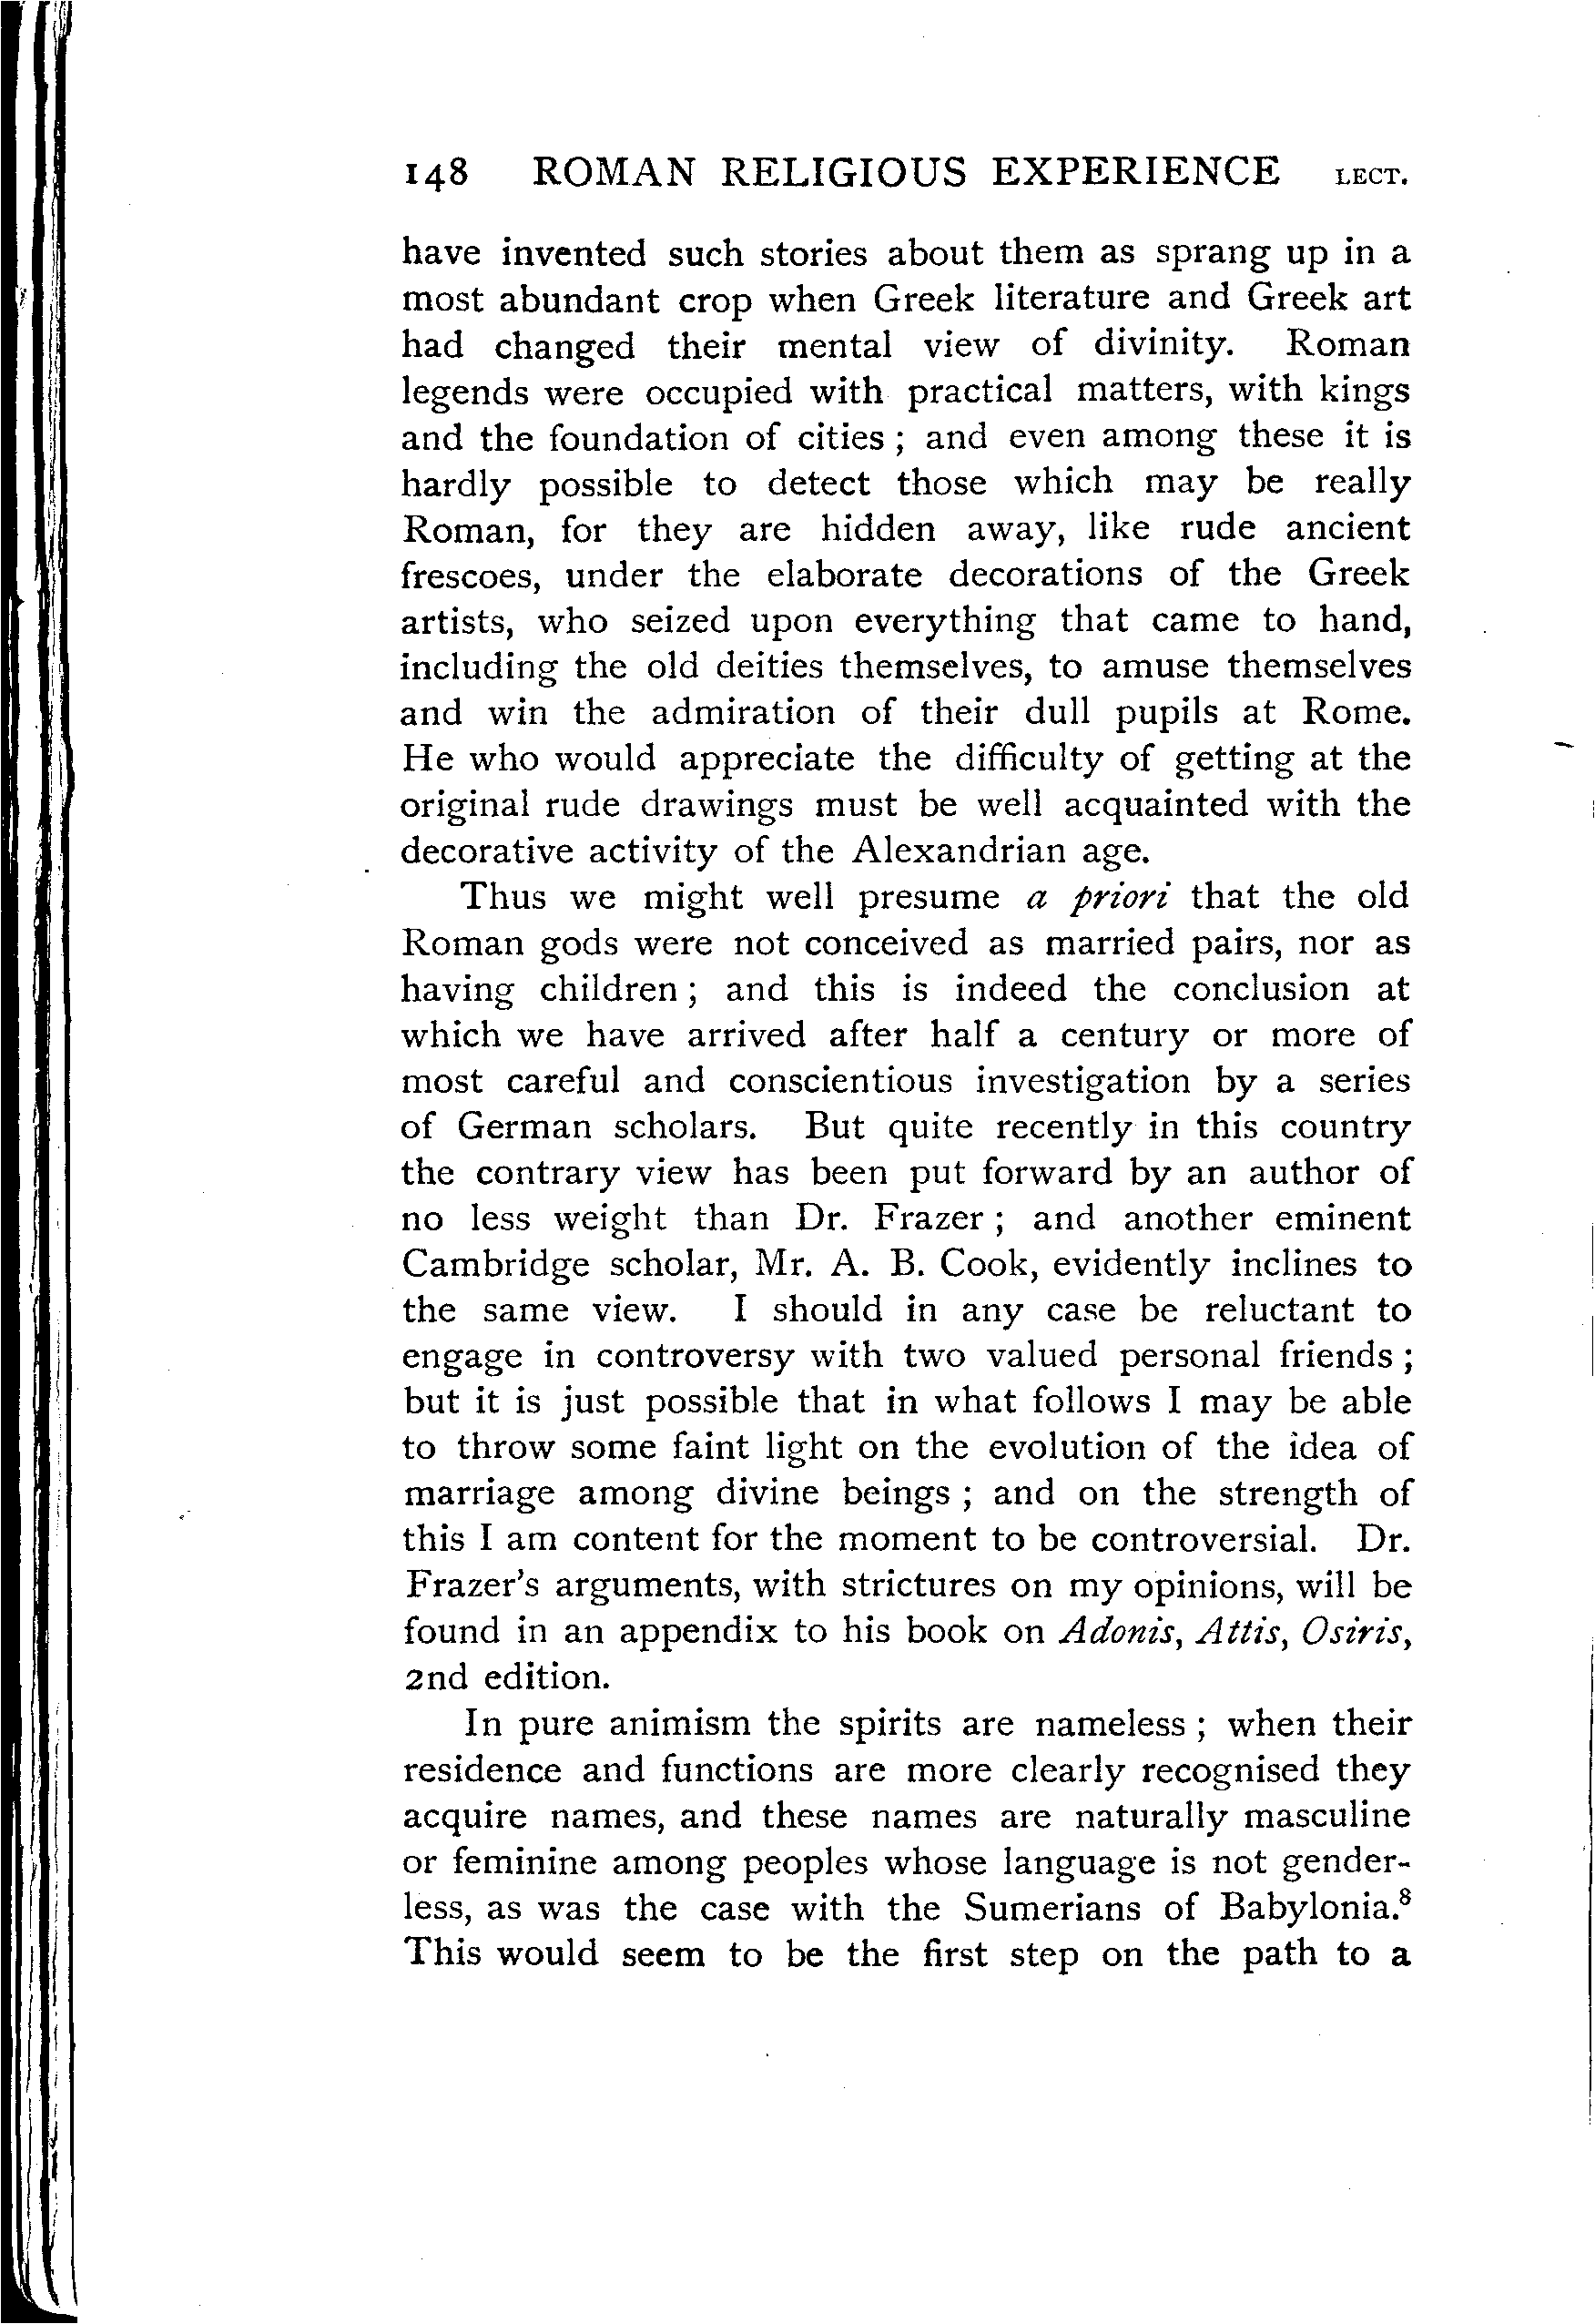 148 ROMAN RELIGIOUS EXPERIENCE LECT.
have invented such stories about them as sprang up in a
most abundant crop when Greek literature and Greek art
had changed their mental view of divinity. Roman
legends were occupied with practical matters, with kings
and the foundation of cities ; and even among these it is
hardly possible to detect those which may be really
Roman, for they are hidden away, like rude ancient
frescoes, under the elaborate decorations of the Greek
artists, who seized upon everything that came to hand,
including the old deities themselves, to amuse themselves
and win the admiration of their dull pupils at Rome.
He who would appreciate the difficulty of getting at the
original rude drawings must be well acquainted with the
decorative activity of the Alexandrian age.
Thus we might well presume a priori that the old
Roman gods were not conceived as married pairs, nor as
having children ; and this is indeed the conclusion at
which we have arrived after half a century or more of
most careful and conscientious investigation by a series
of German scholars. But quite recently in this country
the contrary view has been put forward by an author of
no less weight than Dr. Frazer ; and another eminent
Cambridge scholar, Mr. A. B. Cook, evidently inclines to
the same view. I should in any case be reluctant to
engage in controversy with two valued personal friends ;
but it is just possible that in what follows I may be able
to throw some faint light on the evolution of the idea of
marriage among divine beings ; and on the strength of
this I am content for the moment to be controversial. Dr.
Frazer's arguments, with strictures on my opinions, will be
found in an appendix to his book on Adonis, Attis, Osiris,
2nd edition.
In pure animism the spirits are nameless ; when their
residence and functions are more clearly recognised they
acquire names, and these names are naturally masculine
or feminine among peoples whose language is not gender-
less, as was the case with the Sumerians of Babylonia.⁸
This would seem to be the first step on the path to a